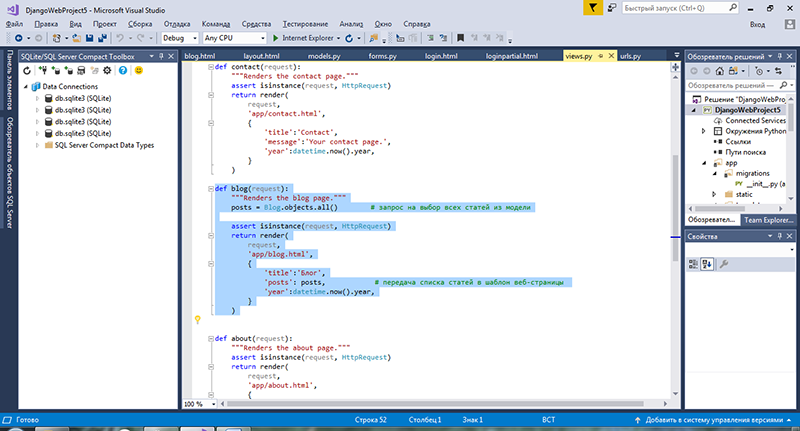 DjangoWebProject5 - Microsoft Visual Studio
Быстрый запуск (Ctrl+Q)
Файл Правка Вид Проект Сборка Отладка Команда Средства Тестирование Анализ Окно Справка
Вход
Debug Any CPU Internet Explorer
Панель элементов
Обозреватель объектов SQL Server
SQLite/SQL Server Compact Toolbox
Data Connections
db.sqlite3 (SQLite)
db.sqlite3 (SQLite)
db.sqlite3 (SQLite)
db.sqlite3 (SQLite)
SQL Server Compact Data Types
blog.html layout.html models.py forms.py login.html loginpartial.html views.py urls.py
def contact(request):
"""Renders the contact page."""
assert isinstance(request, HttpRequest)
return render(
request,
'app/contact.html',
{
'title':'Contact',
'message':'Your contact page.',
'year':datetime.now().year,
}
)
def blog(request):
"""Renders the blog page."""
posts = Blog.objects.all() # запрос на выбор всех статей из модели
assert isinstance(request, HttpRequest)
return render(
request,
'app/blog.html',
{
'title':'Блог',
'posts': posts, # передача списка статей в шаблон веб-страницы
'year':datetime.now().year,
}
)
def about(request):
"""Renders the about page."""
assert isinstance(request, HttpRequest)
return render(
request,
'app/about.html',
{
100 %
Обозреватель решений
Обозреватель решений
Решение "DjangoWebProj
DjangoWebProject5
Connected Services
Окружения Python
Ссылки
Пути поиска
app
migrations
__init__.py (a
static
Обозревател... Team Explorer...
Свойства
Готово Строка 52 Столбец 1 Знак 1 ВСТ Добавить в систему управления версиями